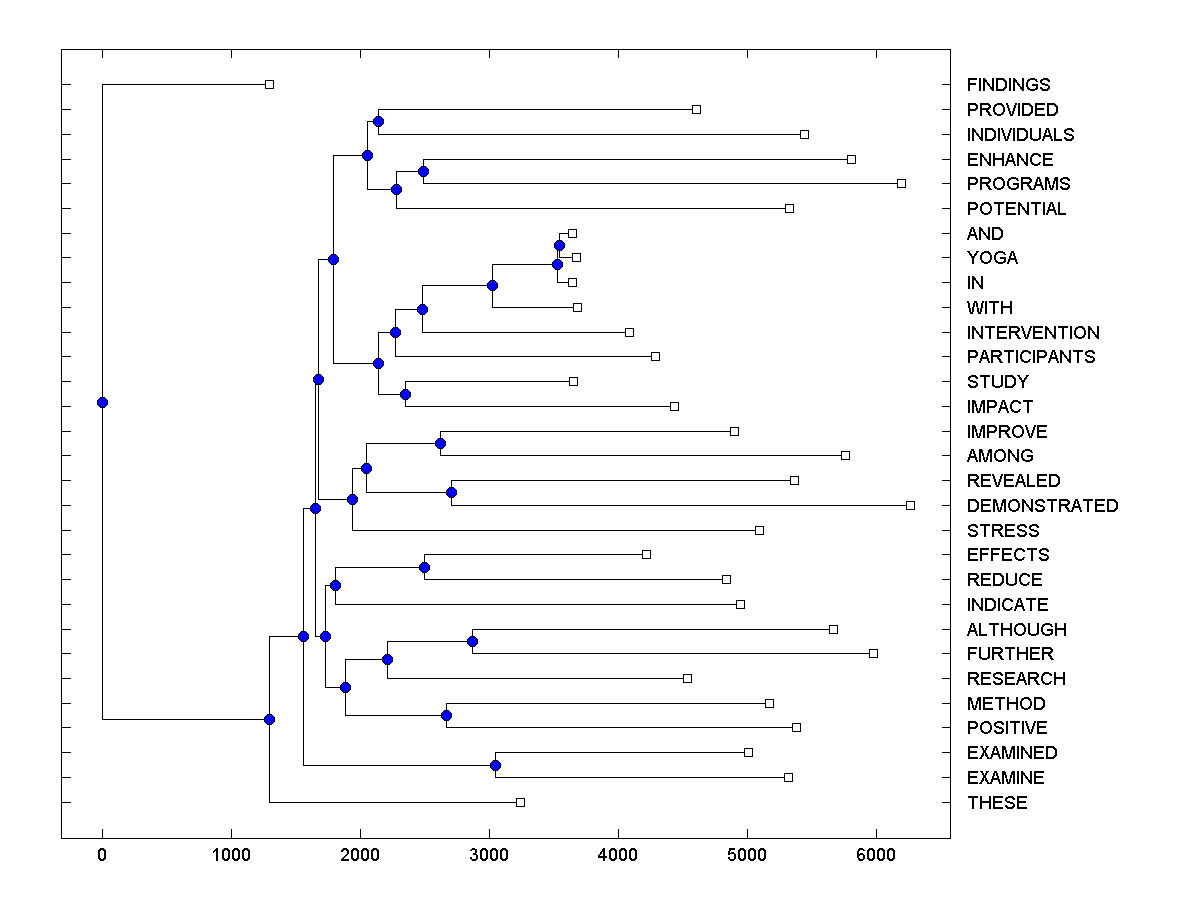 FINDINGS
PROVIDED
INDIVIDUALS
ENHANCE
PROGRAMS
POTENTIAL
AND
YOGA
IN
WITH
INTERVENTION
PARTICIPANTS
STUDY
IMPACT
IMPROVE
AMONG
REVEALED
DEMONSTRATED
STRESS
EFFECTS
REDUCE
INDICATE
ALTHOUGH
FURTHER
RESEARCH
METHOD
POSITIVE
EXAMINED
EXAMINE
THESE
0 1000 2000 3000 4000 5000 6000